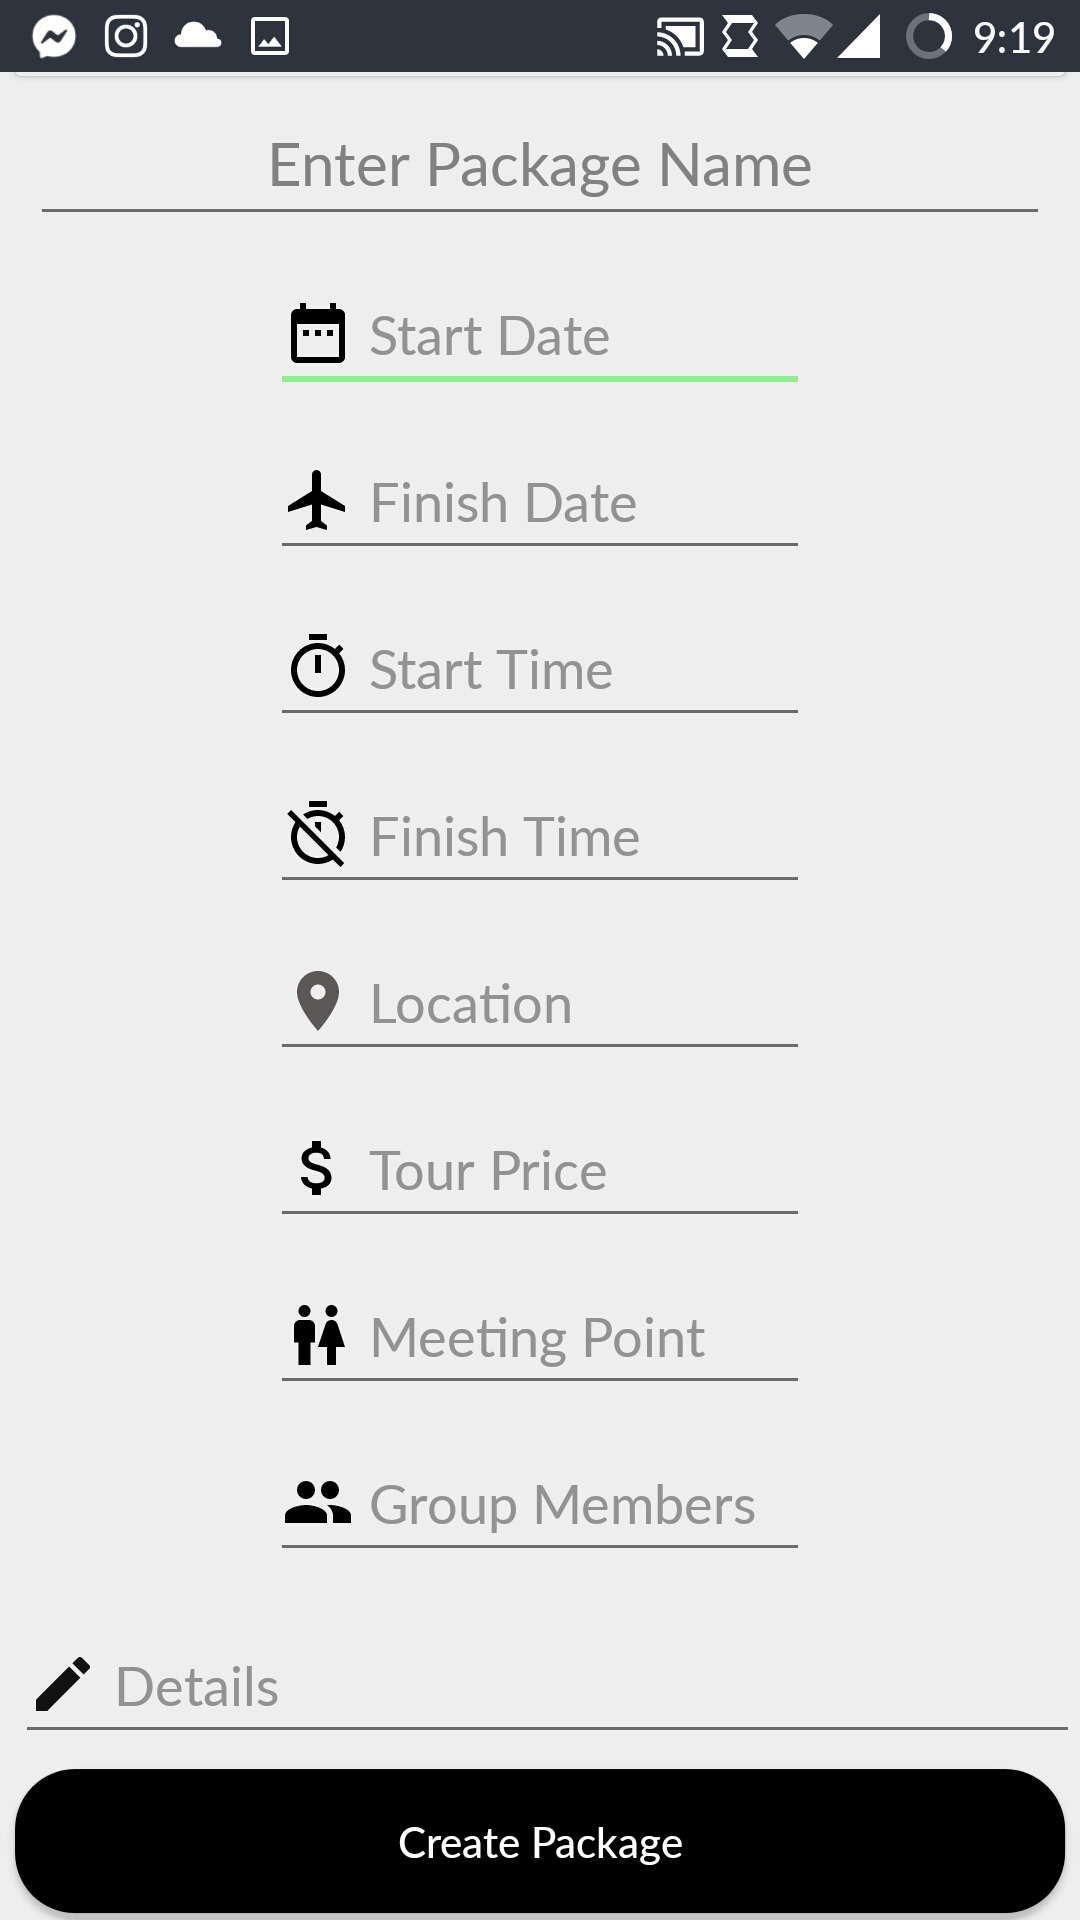 9:19
Enter Package Name
Start Date
Finish Date
Start Time
Finish Time
Location
Tour Price
Meeting Point
Group Members
Details
Create Package